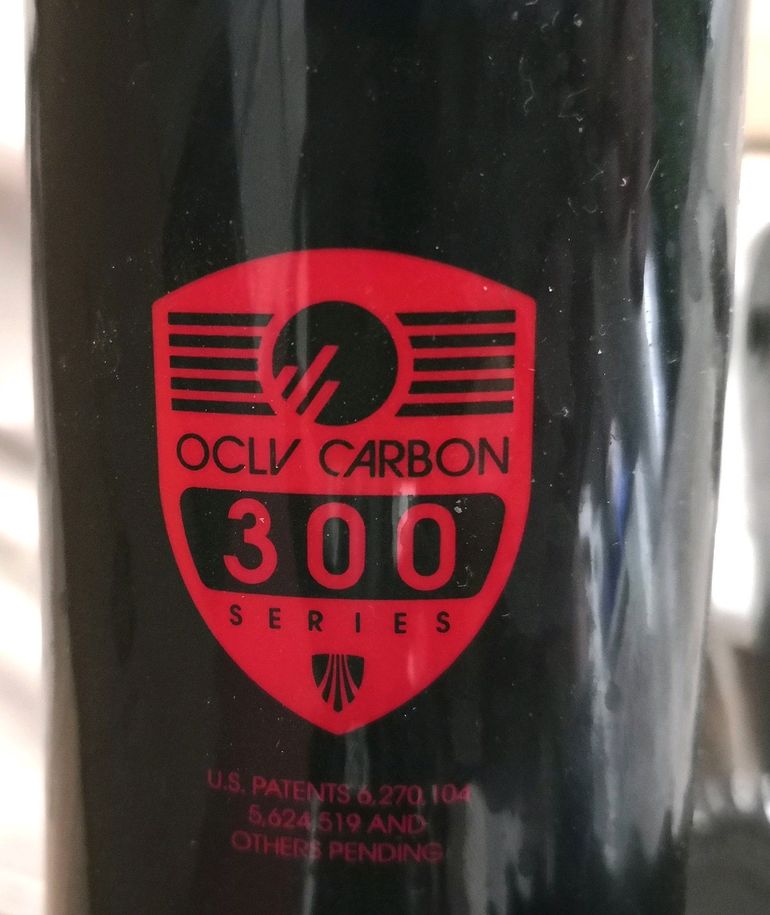 OCLV CARBON
300
SERIES
U.S. PATENTS 6,270,104
5,624,519 AND
OTHERS PENDING